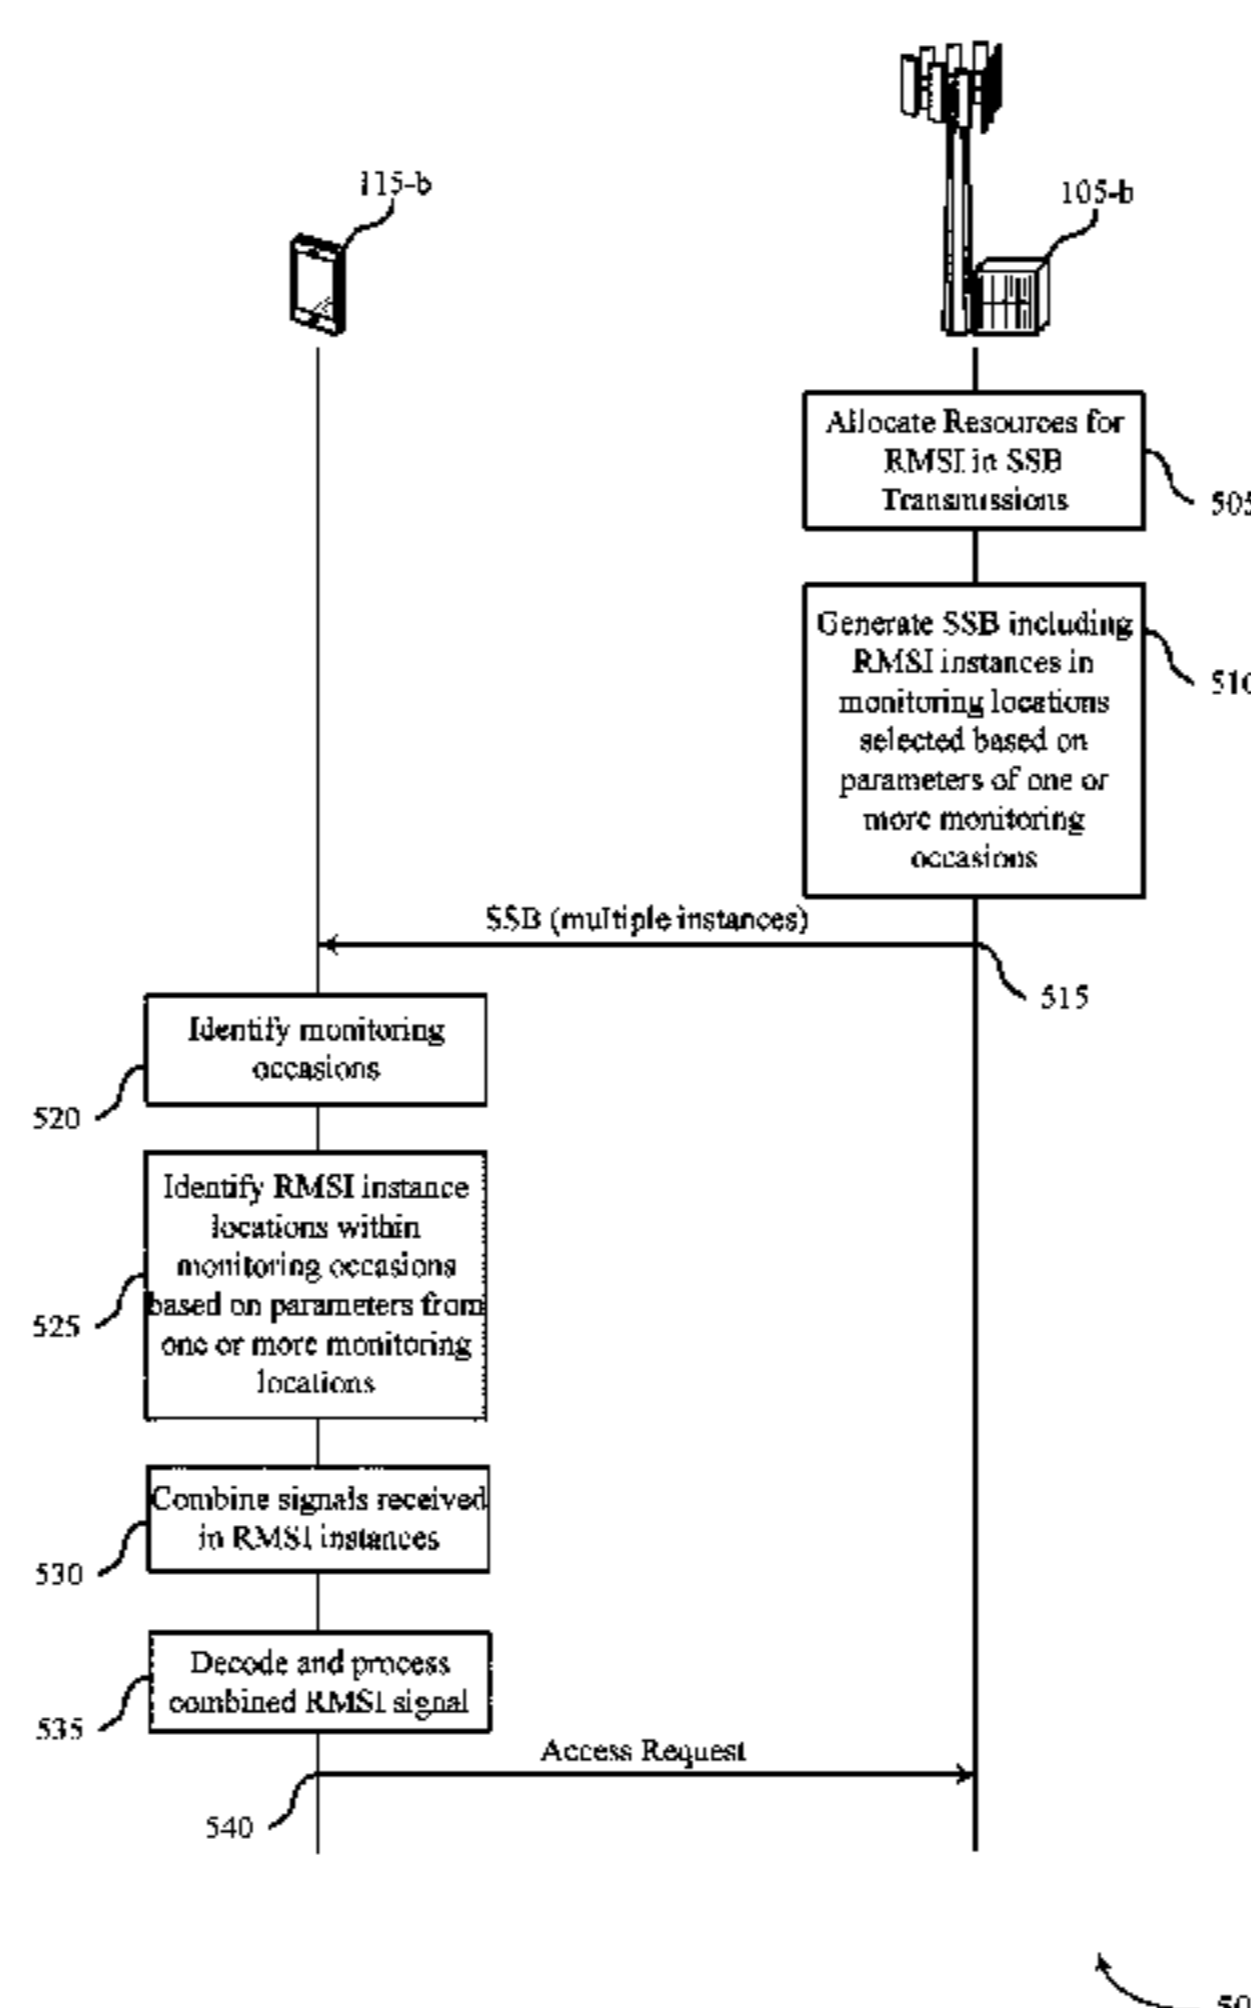 115-b
105-b
Allocate Resources for
RMSI in SSB
Transmissions
505
Generate SSB including
RMSI instances in
monitoring locations
selected based on
parameters of one or
more monitoring
occasions
510
SSB (multiple instances)
515
Identify monitoring
occasions
520
Identify RMSI instance
locations within
monitoring occasions
based on parameters from
one or more monitoring
locations
525
Combine signals received
in RMSI instances
530
Decode and process
combined RMSI signal
535
Access Request
540